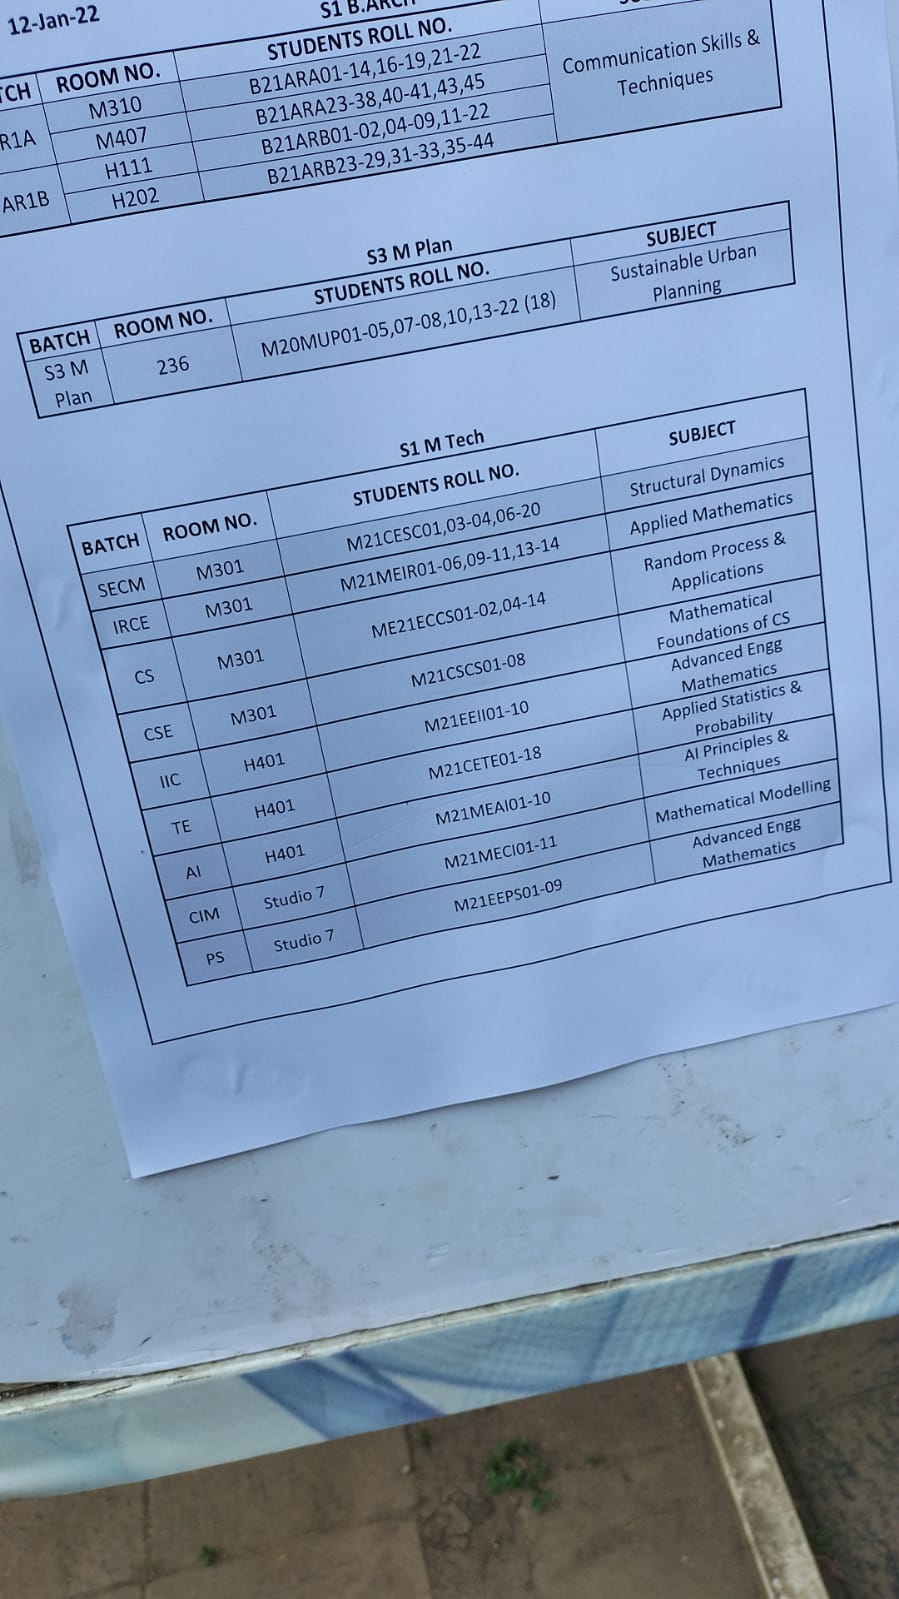 12-Jan-22
S1 B.ARCH
ROOM NO. STUDENTS ROLL NO.
R1A M310 B21ARA01-14,16-19,21-22 Communication Skills &
Techniques
M407 B21ARA23-38,40-41,43,45
AR1B H111 B21ARB01-02,04-09,11-22
H202 B21ARB23-29,31-33,35-44
S3 M Plan
BATCH ROOM NO. STUDENTS ROLL NO. SUBJECT
S3 M
Plan 236 M20MUP01-05,07-08,10,13-22 (18) Sustainable Urban
Planning
S1 M Tech
BATCH ROOM NO. STUDENTS ROLL NO. SUBJECT
SECM M301 M21CESC01,03-04,06-20 Structural Dynamics
IRCE M301 M21MEIR01-06,09-11,13-14 Applied Mathematics
CS M301 ME21ECCS01-02,04-14 Random Process &
Applications
CSE M301 M21CSCS01-08 Mathematical
Foundations of CS
IIC H401 M21EEII01-10 Advanced Engg
Mathematics
TE H401 M21CETE01-18 Applied Statistics &
Probability
AI H401 M21MEAI01-10 AI Principles &
Techniques
CIM Studio 7 M21MECI01-11 Mathematical Modelling
PS Studio 7 M21EEPS01-09 Advanced Engg
Mathematics